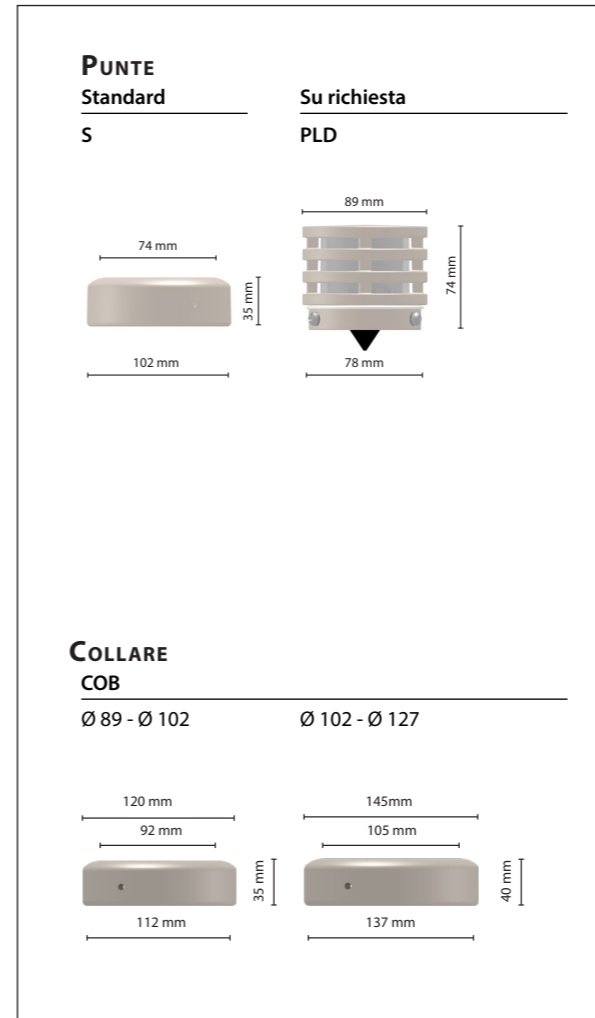 PUNTE
Standard Su richiesta
S PLD
89 mm
74 mm
74 mm
35 mm
102 mm
78 mm
COLLARE
COB
Ø 89 - Ø 102 Ø 102 - Ø 127
120 mm 145mm
92 mm 105 mm
35 mm 40 mm
112 mm 137 mm